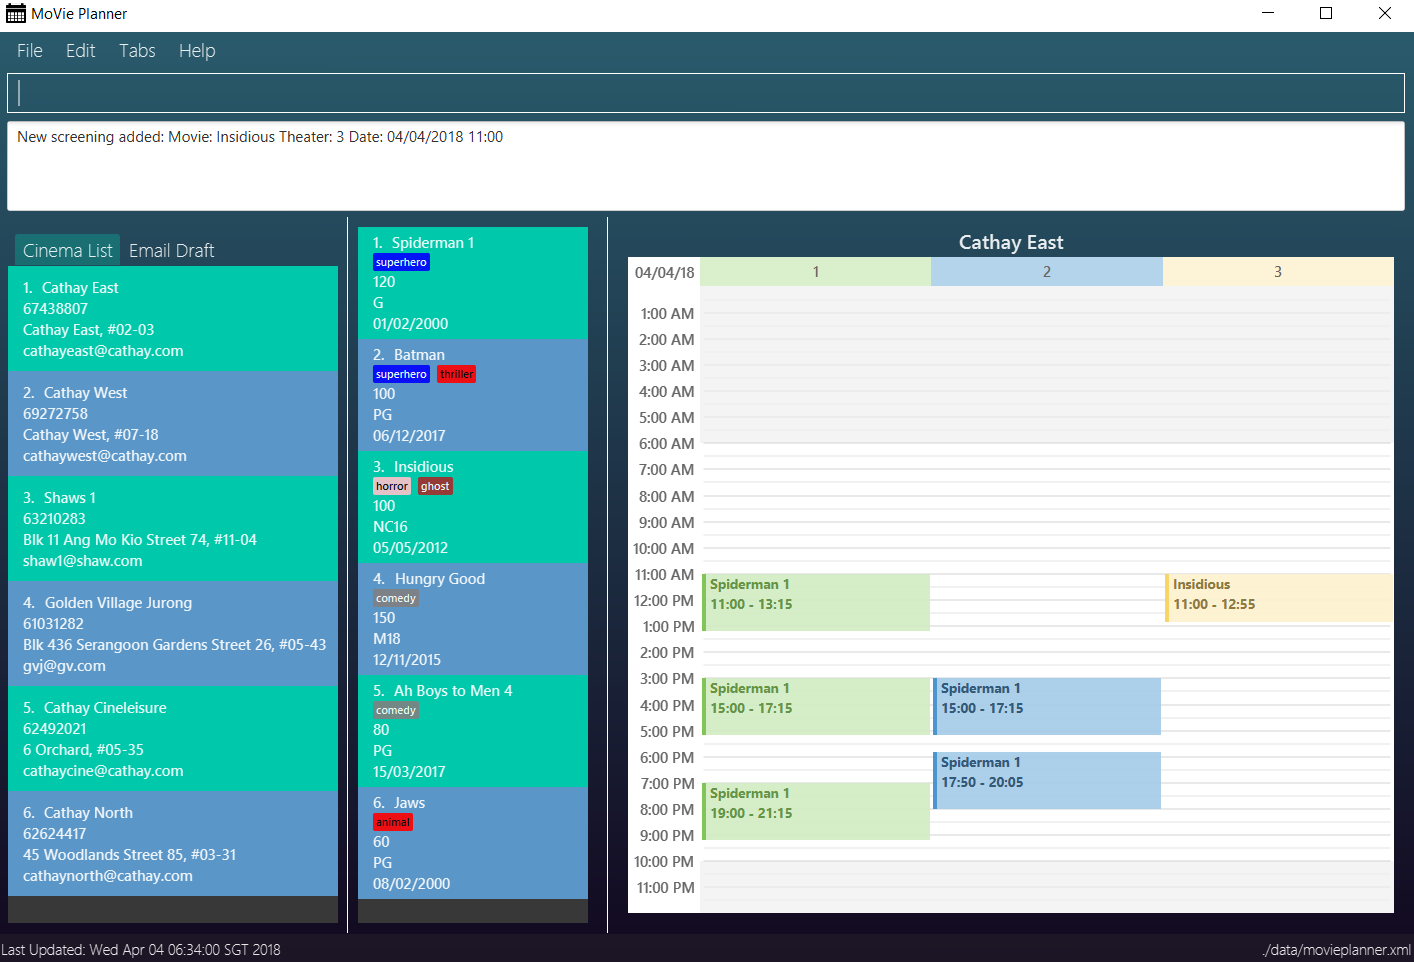 MoVie Planner
File Edit Tabs Help
New screening added: Movie: Insidious Theater: 3 Date: 04/04/2018 11:00
Cinema List Email Draft
1. Cathay East
67438807
Cathay East, #02-03
cathayeast@cathay.com
2. Cathay West
69272758
Cathay West, #07-18
cathaywest@cathay.com
3. Shaws 1
63210283
Blk 11 Ang Mo Kio Street 74, #11-04
shaw1@shaw.com
4. Golden Village Jurong
61031282
Blk 436 Serangoon Gardens Street 26, #05-43
gvj@gv.com
5. Cathay Cineleisure
62492021
6 Orchard, #05-35
cathaycine@cathay.com
6. Cathay North
62624417
45 Woodlands Street 85, #03-31
cathaynorth@cathay.com
1. Spiderman 1
superhero
120
G
01/02/2000
2. Batman
superhero thriller
100
PG
06/12/2017
3. Insidious
horror ghost
100
NC16
05/05/2012
4. Hungry Good
comedy
150
M18
12/11/2015
5. Ah Boys to Men 4
comedy
80
PG
15/03/2017
6. Jaws
animal
60
PG
08/02/2000
Cathay East
04/04/18 1 2 3
1:00 AM
2:00 AM
3:00 AM
4:00 AM
5:00 AM
6:00 AM
7:00 AM
8:00 AM
9:00 AM
10:00 AM
11:00 AM
12:00 PM
1:00 PM
2:00 PM
3:00 PM
4:00 PM
5:00 PM
6:00 PM
7:00 PM
8:00 PM
9:00 PM
10:00 PM
11:00 PM
Spiderman 1
11:00 - 13:15
Spiderman 1
15:00 - 17:15
Spiderman 1
19:00 - 21:15
Spiderman 1
15:00 - 17:15
Spiderman 1
17:50 - 20:05
Insidious
11:00 - 12:55
Last Updated: Wed Apr 04 06:34:00 SGT 2018
./data/movieplanner.xml